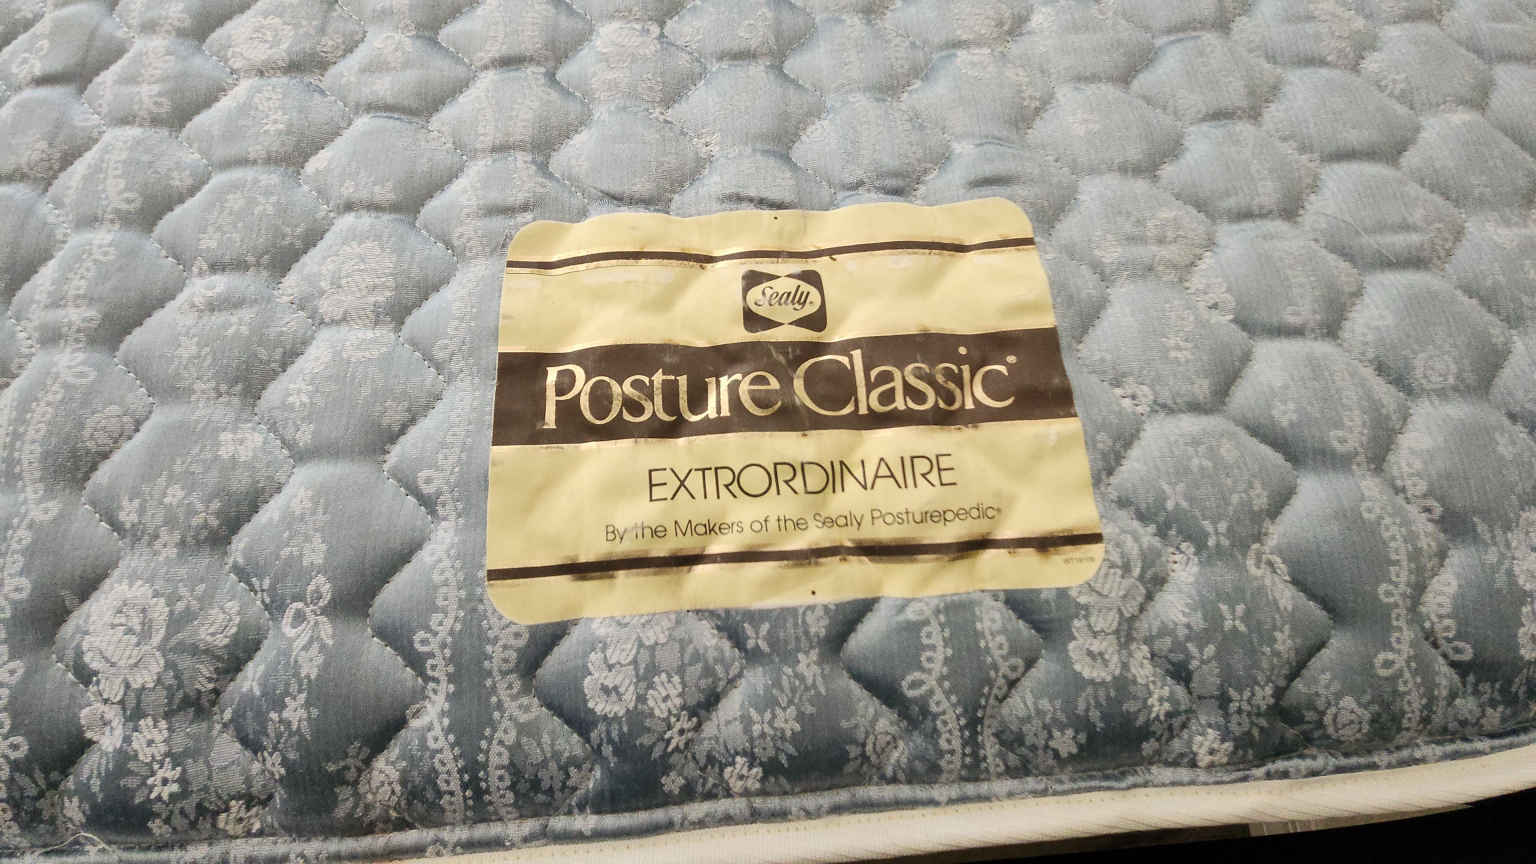 Sealy®
Posture Classic®
EXTRORDINAIRE
By the Makers of the Sealy Posturepedic®